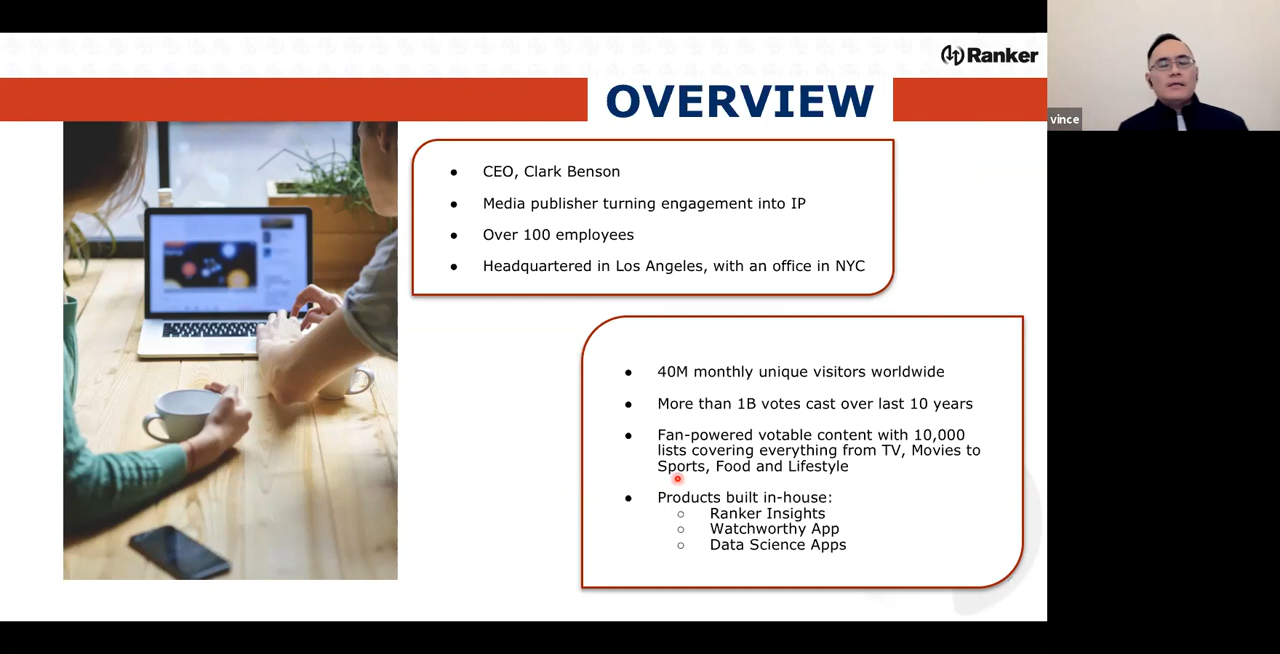 Ranker
OVERVIEW
vince
● CEO, Clark Benson
● Media publisher turning engagement into IP
● Over 100 employees
● Headquartered in Los Angeles, with an office in NYC
● 40M monthly unique visitors worldwide
● More than 1B votes cast over last 10 years
● Fan-powered votable content with 10,000
lists covering everything from TV, Movies to
Sports, Food and Lifestyle
● Products built in-house:
○ Ranker Insights
○ Watchworthy App
○ Data Science Apps